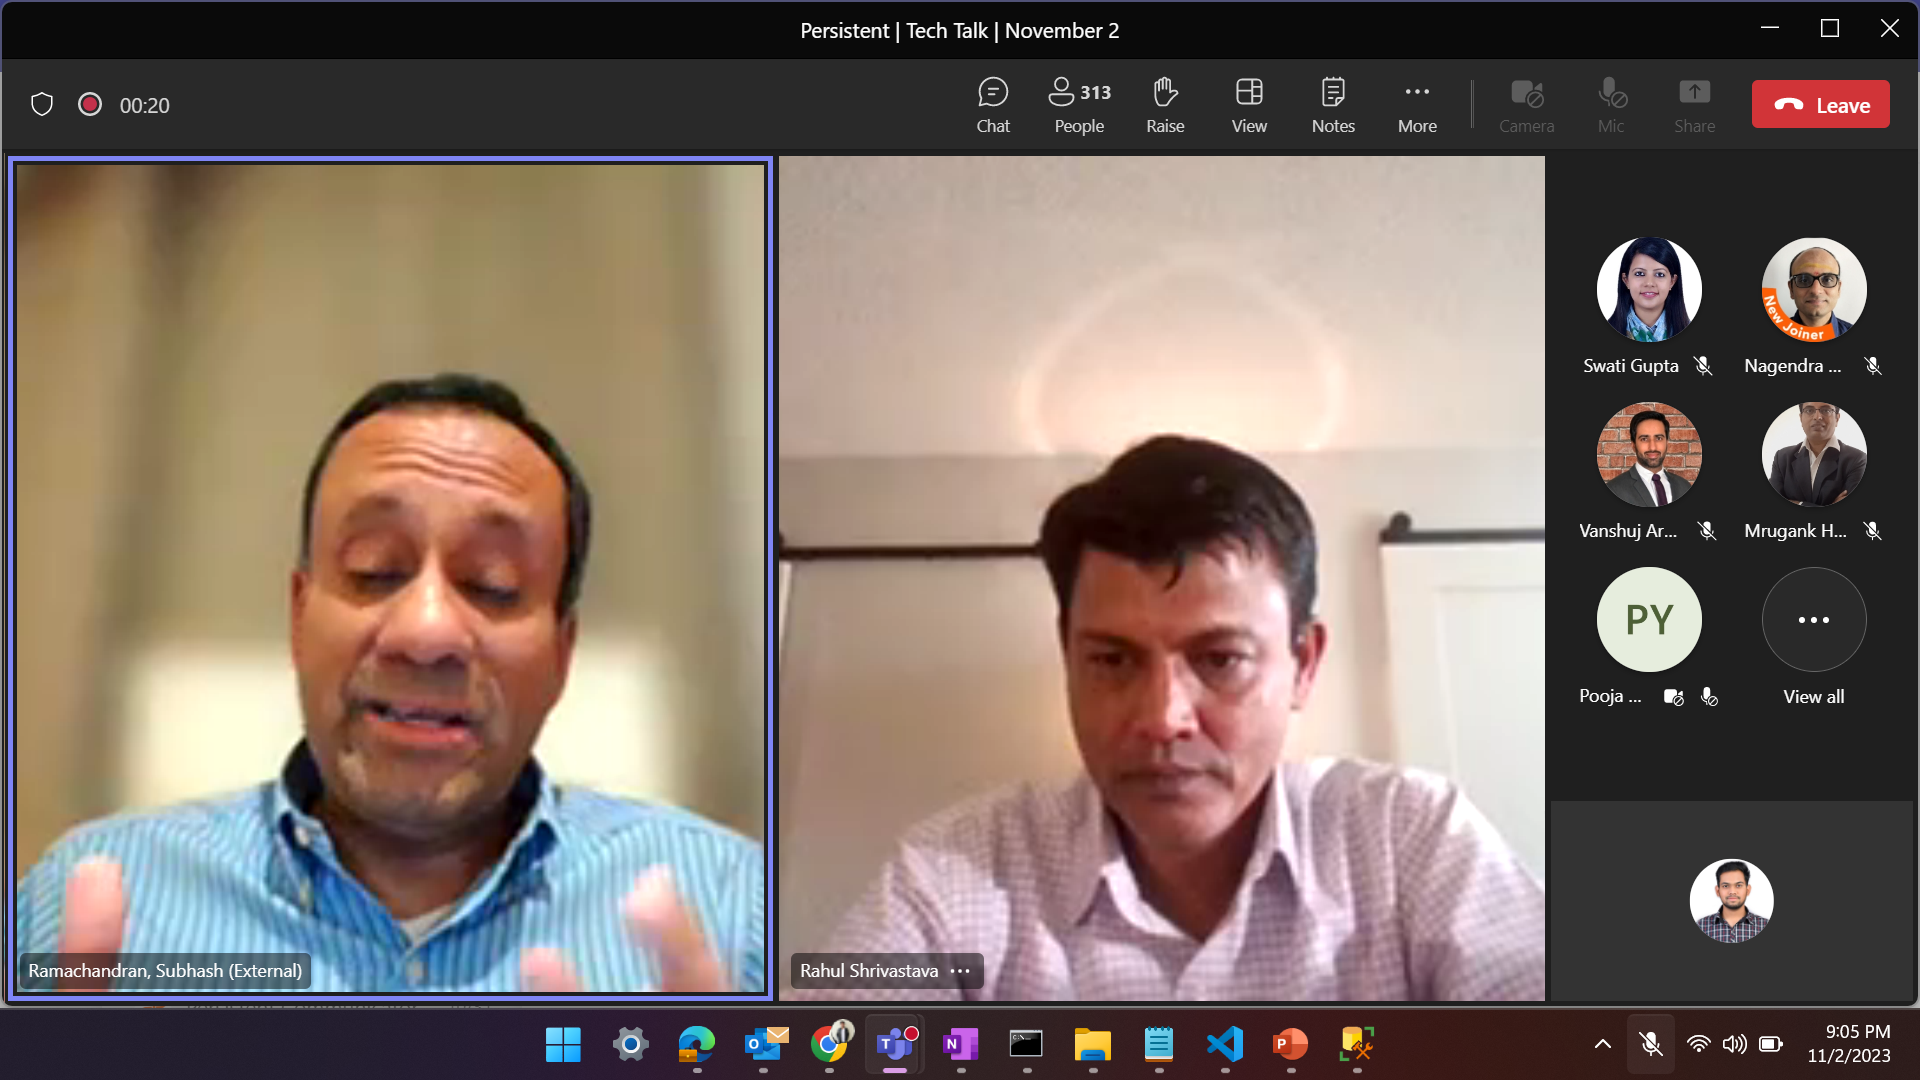 Persistent | Tech Talk | November 2
00:20
Chat
People
313
Raise
View
Notes
More
Camera
Mic
Share
Leave
Swati Gupta
Nagendra ...
New Joiner
Vanshuj Ar...
Mrugank H...
PY
Pooja ...
View all
Ramachandran, Subhash (External)
Rahul Shrivastava
9:05 PM
11/2/2023